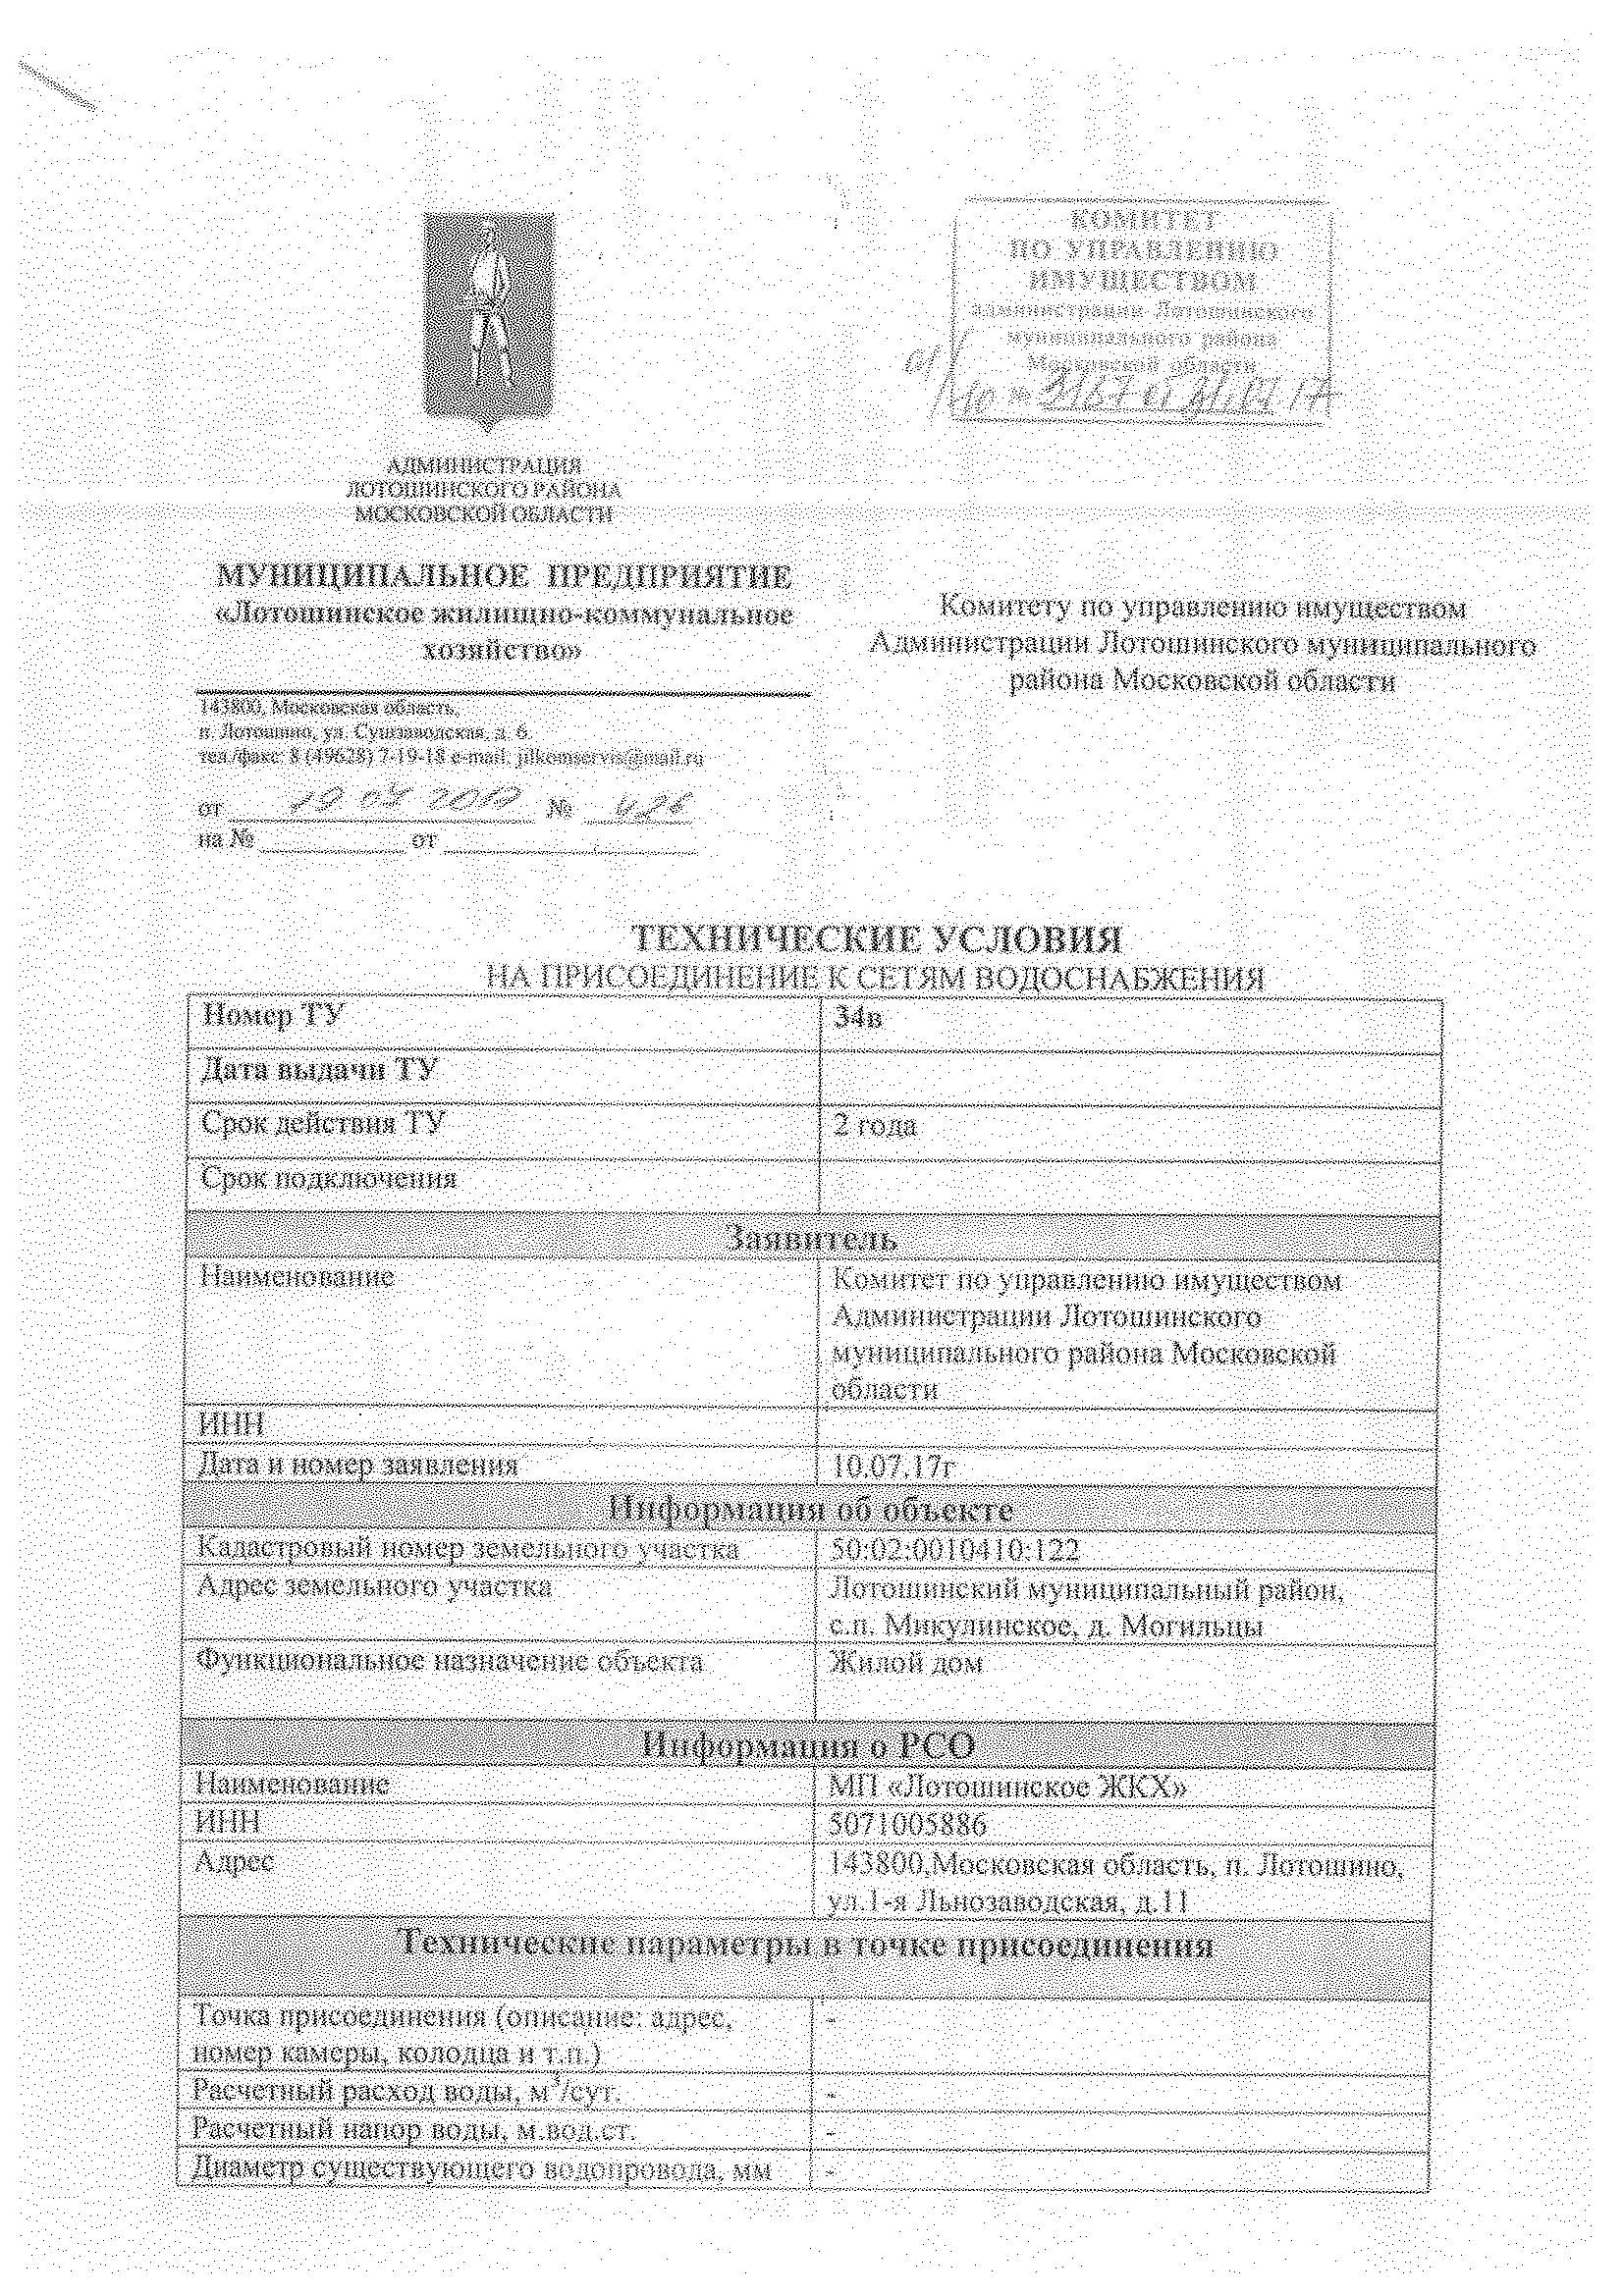 КОМИТЕТ
ПО УПРАВЛЕНИЮ
ИМУЩЕСТВОМ
администрации Лотошинского
муниципального района
Московской области
АДМИНИСТРАЦИЯ
ЛОТОШИНСКОГО РАЙОНА
МОСКОВСКОЙ ОБЛАСТИ
МУНИЦИПАЛЬНОЕ ПРЕДПРИЯТИЕ
«Лотошинское жилищно-коммунальное
хозяйство»
143800, Московская область,
п. Лотошино, ул. Сушзаводская, д. 6.
тел./факс: 8 (49628) 7-19-18 e-mail: jilkomservis@mail.ru
от 2017 №
на № от
Комитету по управлению имуществом
Администрации Лотошинского муниципального
района Московской области
ТЕХНИЧЕСКИЕ УСЛОВИЯ
НА ПРИСОЕДИНЕНИЕ К СЕТЯМ ВОДОСНАБЖЕНИЯ
Номер ТУ 34в
Дата выдачи ТУ
Срок действия ТУ 2 года
Срок подключения
Заявитель
Наименование Комитет по управлению имуществом
Администрации Лотошинского
муниципального района Московской
области
ИНН
Дата и номер заявления 10.07.17г
Информация об объекте
Кадастровый номер земельного участка 50:02:0010410:122
Адрес земельного участка Лотошинский муниципальный район,
с.п. Микулинское, д. Могильцы
Функциональное назначение объекта Жилой дом
Информация о РСО
Наименование МП «Лотошинское ЖКХ»
ИНН 5071005886
Адрес 143800,Московская область, п. Лотошино,
ул.1-я Льнозаводская, д.11
Технические параметры в точке присоединения
Точка присоединения (описание: адрес, -
номер камеры, колодца и т.п.)
Расчетный расход воды, м³/сут. -
Расчетный напор воды, м.вод.ст. -
Диаметр существующего водопровода, мм -